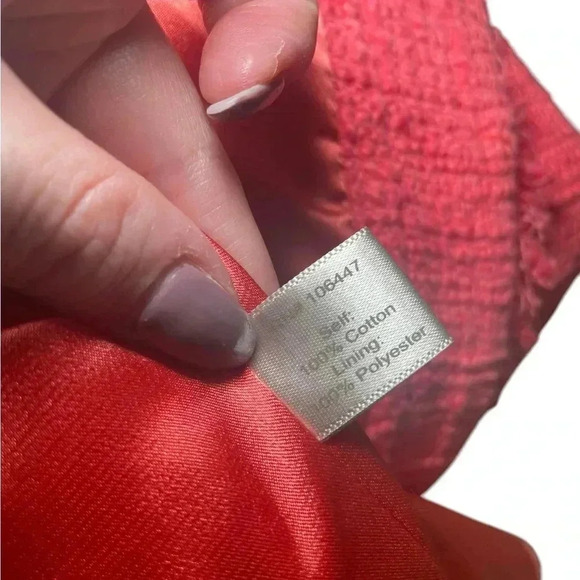 106447
Self:
100% Cotton
Lining:
100% Polyester